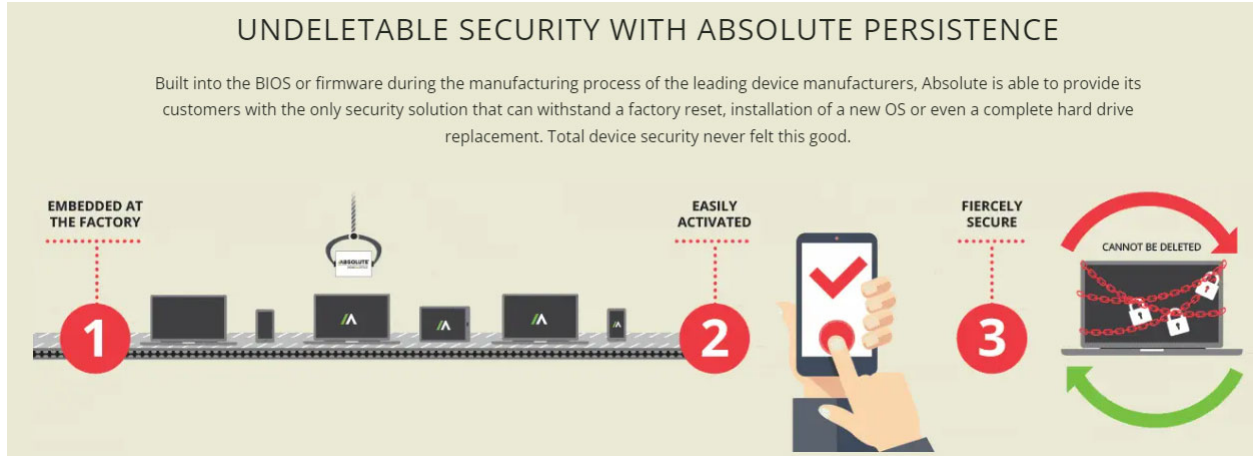 UNDELETABLE SECURITY WITH ABSOLUTE PERSISTENCE
Built into the BIOS or firmware during the manufacturing process of the leading device manufacturers, Absolute is able to provide its
customers with the only security solution that can withstand a factory reset, installation of a new OS or even a complete hard drive
replacement. Total device security never felt this good.
EMBEDDED AT
THE FACTORY
1
ABSOLUTE
EASILY
ACTIVATED
2
FIERCELY
SECURE
3
CANNOT BE DELETED